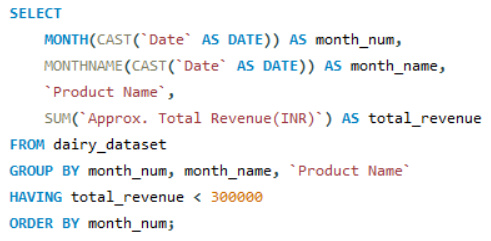 SELECT
    MONTH(CAST(`Date` AS DATE)) AS month_num,
    MONTHNAME(CAST(`Date` AS DATE)) AS month_name,
    `Product Name`,
    SUM(`Approx. Total Revenue(INR)`) AS total_revenue
FROM dairy_dataset
GROUP BY month_num, month_name, `Product Name`
HAVING total_revenue < 300000
ORDER BY month_num;